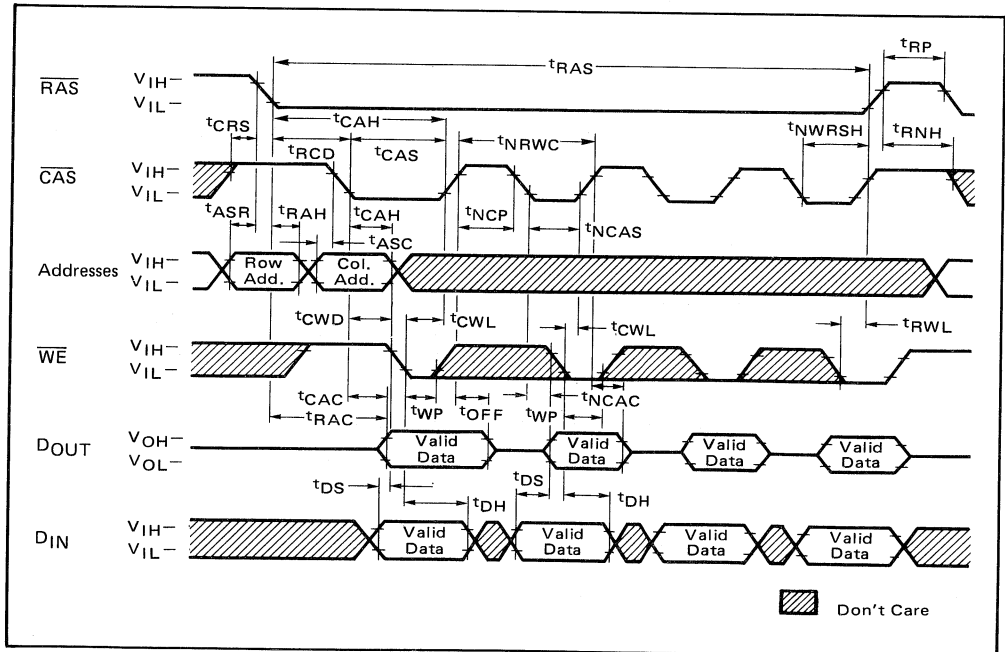 tRP
tRAS
RAS VIH
VIL
tCRS tCAH tNWRSH tRNH
tRCD tCAS tNRWC
CAS VIH
VIL
tASR tRAH tCAH tNCP tNCAS
tASC
Addresses VIH Row Add. Col. Add.
VIL
tCWD tCWL tCWL tRWL
WE VIH
VIL
tCAC tWP tOFF tWP tNCAC
tRAC
DOUT VOH Valid Data Valid Data Valid Data Valid Data
VOL
tDS tDH tDS tDH
DIN VIH Valid Data Valid Data Valid Data Valid Data
VIL
Don't Care